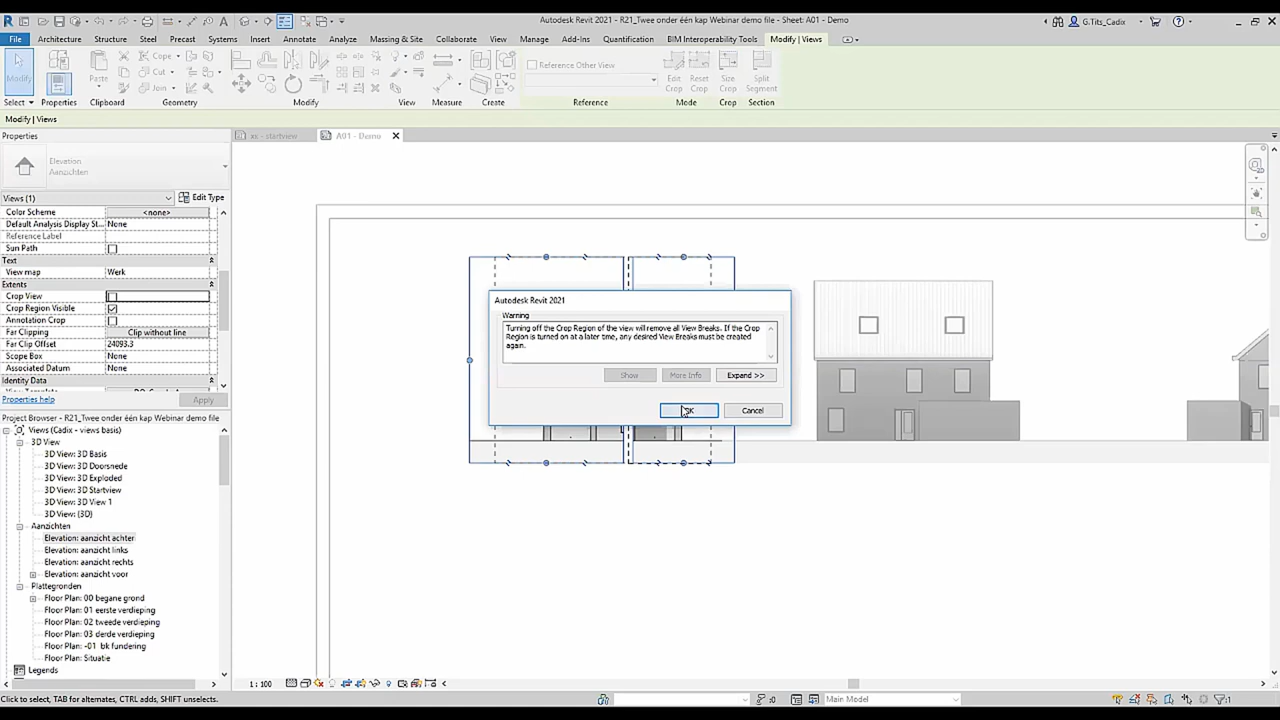 Autodesk Revit 2021 - R21_Twee onder één kap Webinar demo file - Sheet: A01 - Demo
G.Tits_Cadix
File Architecture Structure Steel Precast Systems Insert Annotate Analyze Massing & Site Collaborate View Manage Add-Ins Quantification BIM Interoperability Tools Modify | Views
Modify
Paste
Cope
Cut
Join
Reference Other View
Edit Crop
Reset Crop
Size Crop
Split Segment
Select Properties Clipboard Geometry Modify View Measure Create Reference Mode Crop Section
Modify | Views
Properties
xx - startview
A01 - Demo
Elevation
Aanzichten
Views (1)
Edit Type
Color Scheme <none>
Default Analysis Display St... None
Reference Label
Sun Path
Text
View map Werk
Extents
Crop View
Crop Region Visible
Annotation Crop
Far Clipping Clip without line
Far Clip Offset 24093.3
Scope Box None
Associated Datum None
Identity Data
Properties help
Apply
Project Browser - R21_Twee onder één kap Webinar demo file
Views (Cadix - views basis)
3D View
3D View: 3D Basis
3D View: 3D Doorsnede
3D View: 3D Exploded
3D View: 3D Startview
3D View: 3D View 1
3D View: {3D}
Aanzichten
Elevation: aanzicht achter
Elevation: aanzicht links
Elevation: aanzicht rechts
Elevation: aanzicht voor
Plattegronden
Floor Plan: 00 begane grond
Floor Plan: 01 eerste verdieping
Floor Plan: 02 tweede verdieping
Floor Plan: 03 derde verdieping
Floor Plan: -01 bk fundering
Floor Plan: Situatie
Legends
Autodesk Revit 2021
Warning
Turning off the Crop Region of the view will remove all View Breaks. If the Crop
Region is turned on at a later time, any desired View Breaks must be created
again.
Show
More Info
Expand >>
OK
Cancel
1 : 100
Click to select, TAB for alternates, CTRL adds, SHIFT unselects.
:0
Main Model
:1